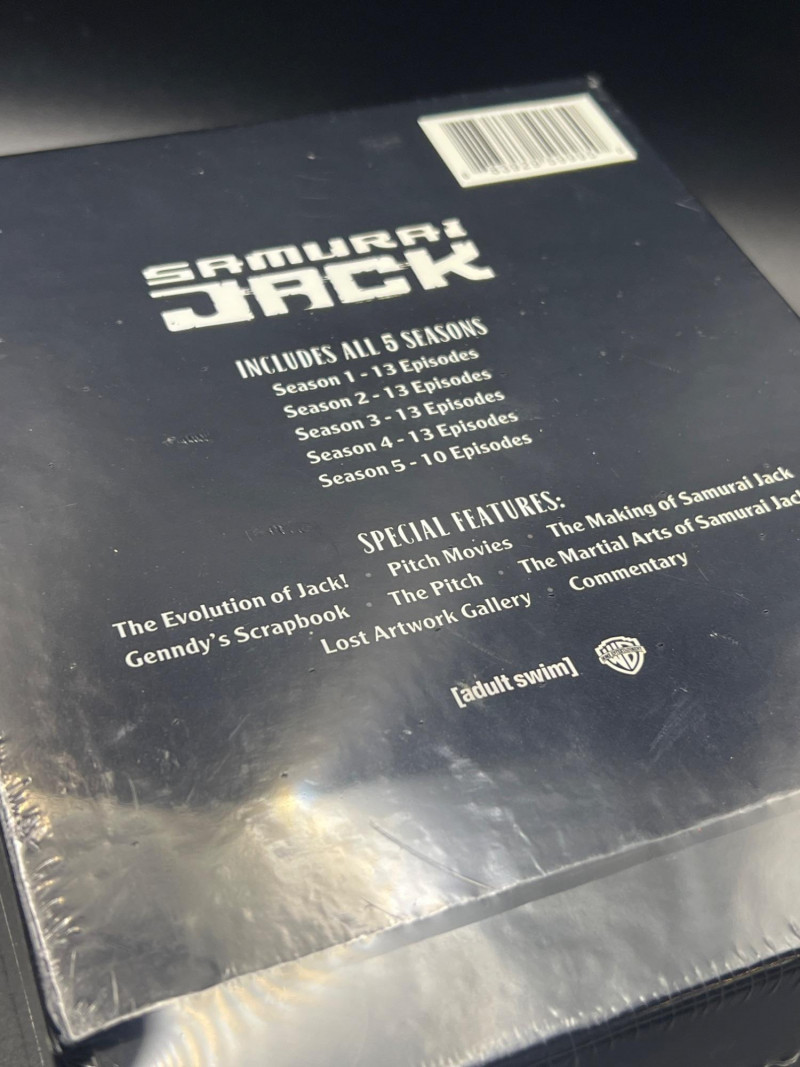 SAMURAI
JACK
INCLUDES ALL 5 SEASONS
Season 1 - 13 Episodes
Season 2 - 13 Episodes
Season 3 - 13 Episodes
Season 4 - 13 Episodes
Season 5 - 10 Episodes
SPECIAL FEATURES:
The Evolution of Jack! · Pitch Movies · The Making of Samurai Jack
Genndy's Scrapbook · The Pitch · The Martial Arts of Samurai Jack
Lost Artwork Gallery · Commentary
[adult swim] WB